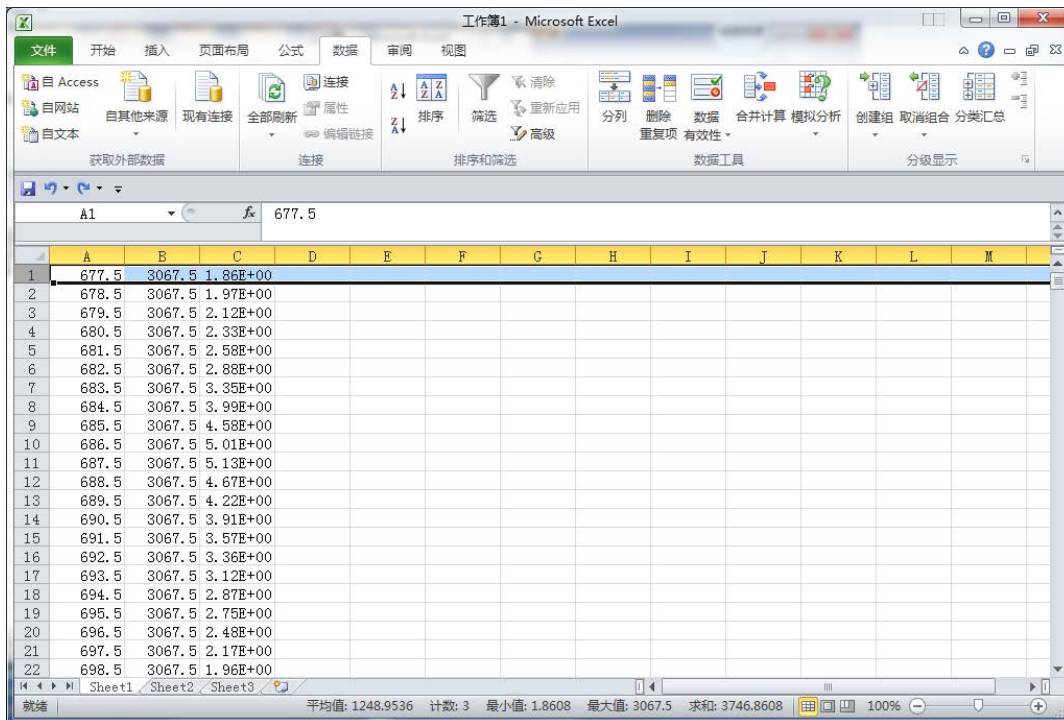 工作簿1 - Microsoft Excel
文件 开始 插入 页面布局 公式 数据 审阅 视图
自 Access
自网站
自文本
自其他来源 现有连接
获取外部数据
全部刷新
连接
属性
编辑链接
连接
排序 筛选
清除
重新应用
高级
排序和筛选
分列 删除重复项 数据有效性 合并计算 模拟分析
数据工具
创建组 取消组合 分类汇总
分级显示
A1 fx 677.5
A B C D E F G H I J K L M
1 677.5 3067.5 1.86E+00
2 678.5 3067.5 1.97E+00
3 679.5 3067.5 2.12E+00
4 680.5 3067.5 2.33E+00
5 681.5 3067.5 2.58E+00
6 682.5 3067.5 2.88E+00
7 683.5 3067.5 3.35E+00
8 684.5 3067.5 3.99E+00
9 685.5 3067.5 4.58E+00
10 686.5 3067.5 5.01E+00
11 687.5 3067.5 5.13E+00
12 688.5 3067.5 4.67E+00
13 689.5 3067.5 4.22E+00
14 690.5 3067.5 3.91E+00
15 691.5 3067.5 3.57E+00
16 692.5 3067.5 3.36E+00
17 693.5 3067.5 3.12E+00
18 694.5 3067.5 2.87E+00
19 695.5 3067.5 2.75E+00
20 696.5 3067.5 2.48E+00
21 697.5 3067.5 2.17E+00
22 698.5 3067.5 1.96E+00
Sheet1 Sheet2 Sheet3
就绪 平均值: 1248.9536 计数: 3 最小值: 1.8608 最大值: 3067.5 求和: 3746.8608 100%